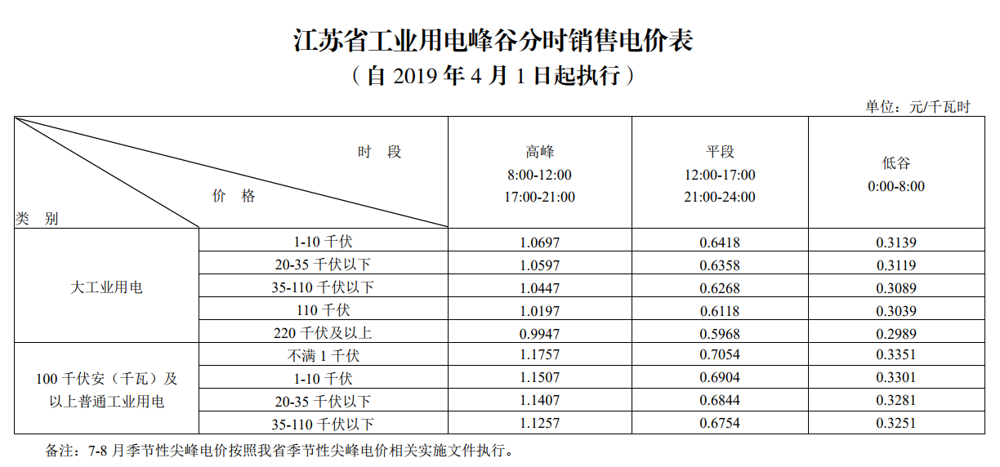 江苏省工业用电峰谷分时销售电价表
（自 2019 年 4 月 1 日起执行）
单位：元/千瓦时
时 段
价 格
类 别
高峰
8:00-12:00
17:00-21:00
平段
12:00-17:00
21:00-24:00
低谷
0:00-8:00
大工业用电
1-10 千伏 1.0697 0.6418 0.3139
20-35 千伏以下 1.0597 0.6358 0.3119
35-110 千伏以下 1.0447 0.6268 0.3089
110 千伏 1.0197 0.6118 0.3039
220 千伏及以上 0.9947 0.5968 0.2989
100 千伏安（千瓦）及
以上普通工业用电
不满 1 千伏 1.1757 0.7054 0.3351
1-10 千伏 1.1507 0.6904 0.3301
20-35 千伏以下 1.1407 0.6844 0.3281
35-110 千伏以下 1.1257 0.6754 0.3251
备注：7-8 月季节性尖峰电价按照我省季节性尖峰电价相关实施文件执行。